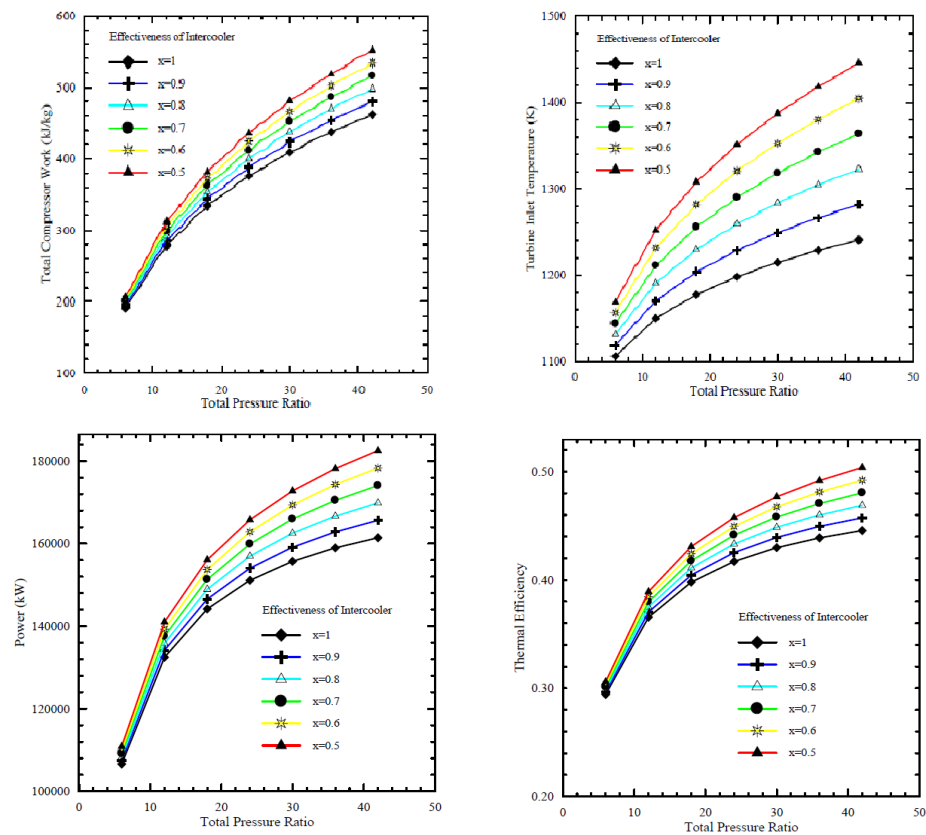 600
500
400
300
200
100
Total Compressor Work (kJ/kg)
Effectiveness of Intercooler
x=1
x=0.9
x=0.8
x=0.7
x=0.6
x=0.5
0
10
20
30
40
50
Total Pressure Ratio
1500
1400
1300
1200
1100
Turbine Inlet Temperature (K)
Effectiveness of Intercooler
x=1
x=0.9
x=0.8
x=0.7
x=0.6
x=0.5
0
10
20
30
40
50
Total Pressure Ratio
180000
160000
140000
120000
100000
Power (kW)
Effectiveness of Intercooler
x=1
x=0.9
x=0.8
x=0.7
x=0.6
x=0.5
0
10
20
30
40
50
Total Pressure Ratio
0.50
0.40
0.30
0.20
Thermal Efficiency
Effectiveness of Intercooler
x=1
x=0.9
x=0.8
x=0.7
x=0.6
x=0.5
0
10
20
30
40
50
Total Pressure Ratio